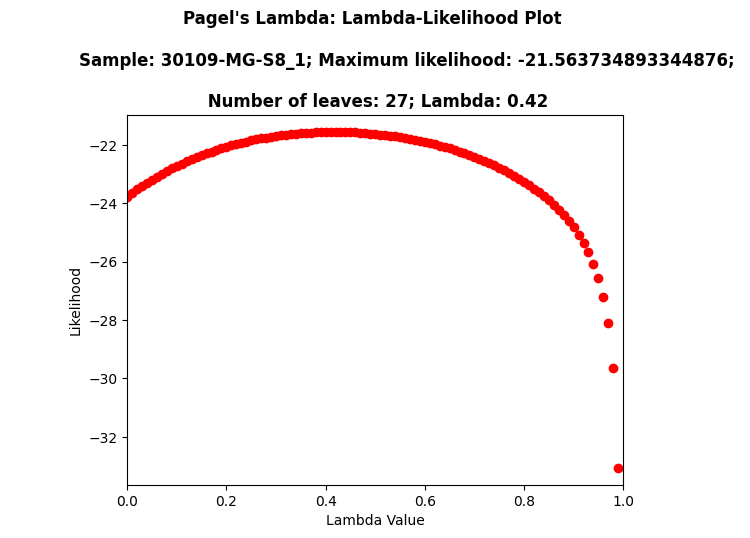 Pagel's Lambda: Lambda-Likelihood Plot
Sample: 30109-MG-S8_1; Maximum likelihood: -21.563734893344876;
Number of leaves: 27; Lambda: 0.42
−22
−24
−26
−28
−30
−32
Likelihood
0.0 0.2 0.4 0.6 0.8 1.0
Lambda Value